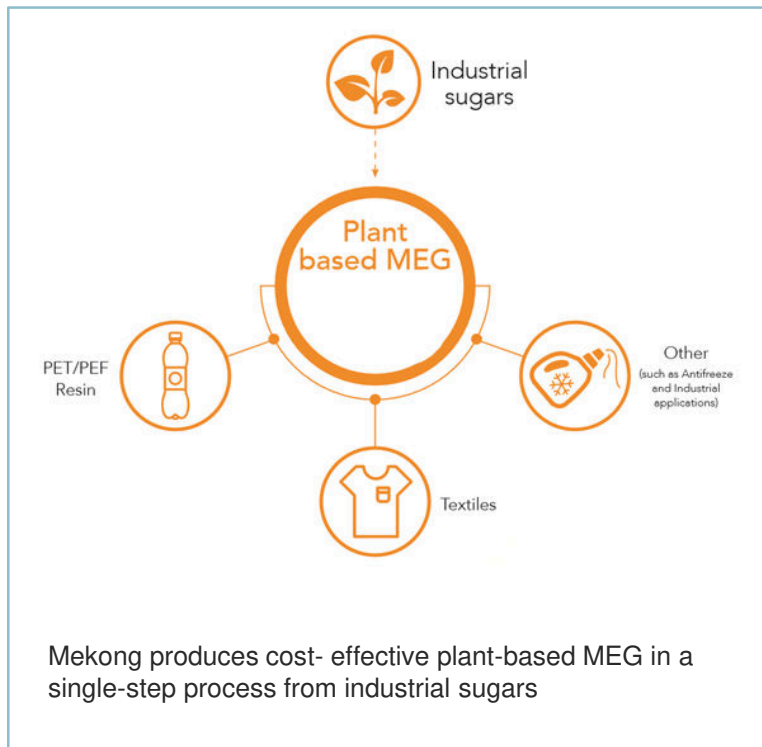 Industrial
sugars
Plant
based MEG
PET/PEF
Resin
Other
(such as Antifreeze
and Industrial
applications)
Textiles
Mekong produces cost- effective plant-based MEG in a
single-step process from industrial sugars